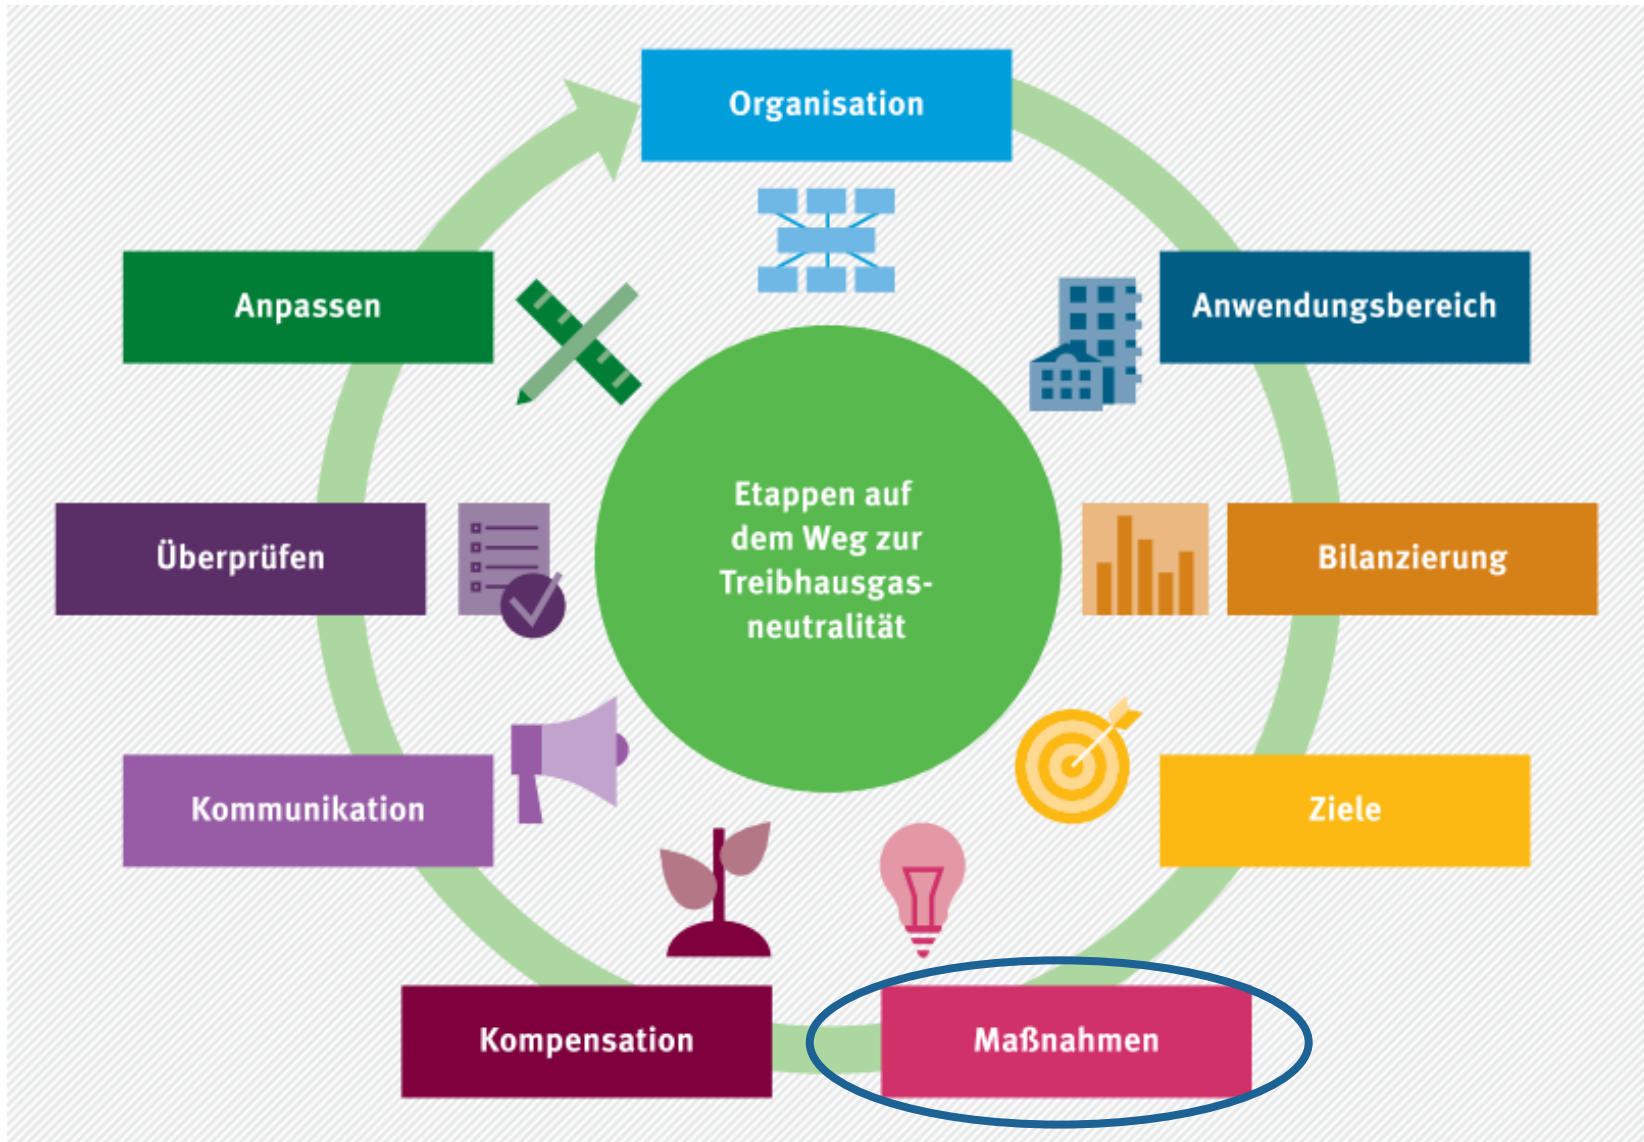 Organisation
Anwendungsbereich
Bilanzierung
Ziele
Maßnahmen
Kompensation
Kommunikation
Überprüfen
Anpassen
Etappen auf
dem Weg zur
Treibhausgas-
neutralität